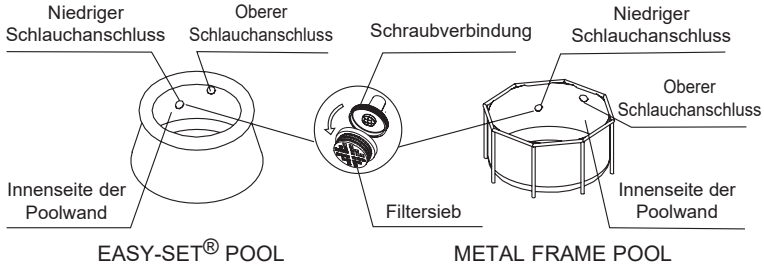 Niedriger
Schlauchanschluss
Oberer
Schlauchanschluss
Schraubverbindung
Niedriger
Schlauchanschluss
Oberer
Schlauchanschluss
Innenseite der
Poolwand
Filtersieb
Innenseite der
Poolwand
EASY-SET® POOL
METAL FRAME POOL